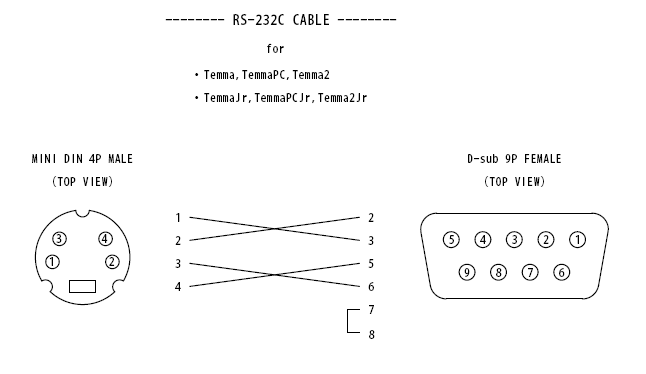 -------- RS-232C CABLE --------
for
・Temma,TemmaPC,Temma2
・TemmaJr,TemmaPCJr,Temma2Jr
MINI DIN 4P MALE
(TOP VIEW)
D-sub 9P FEMALE
(TOP VIEW)
3 4
1 2
1 2
2 3
3 5
4 6
7
8
5 4 3 2 1
9 8 7 6